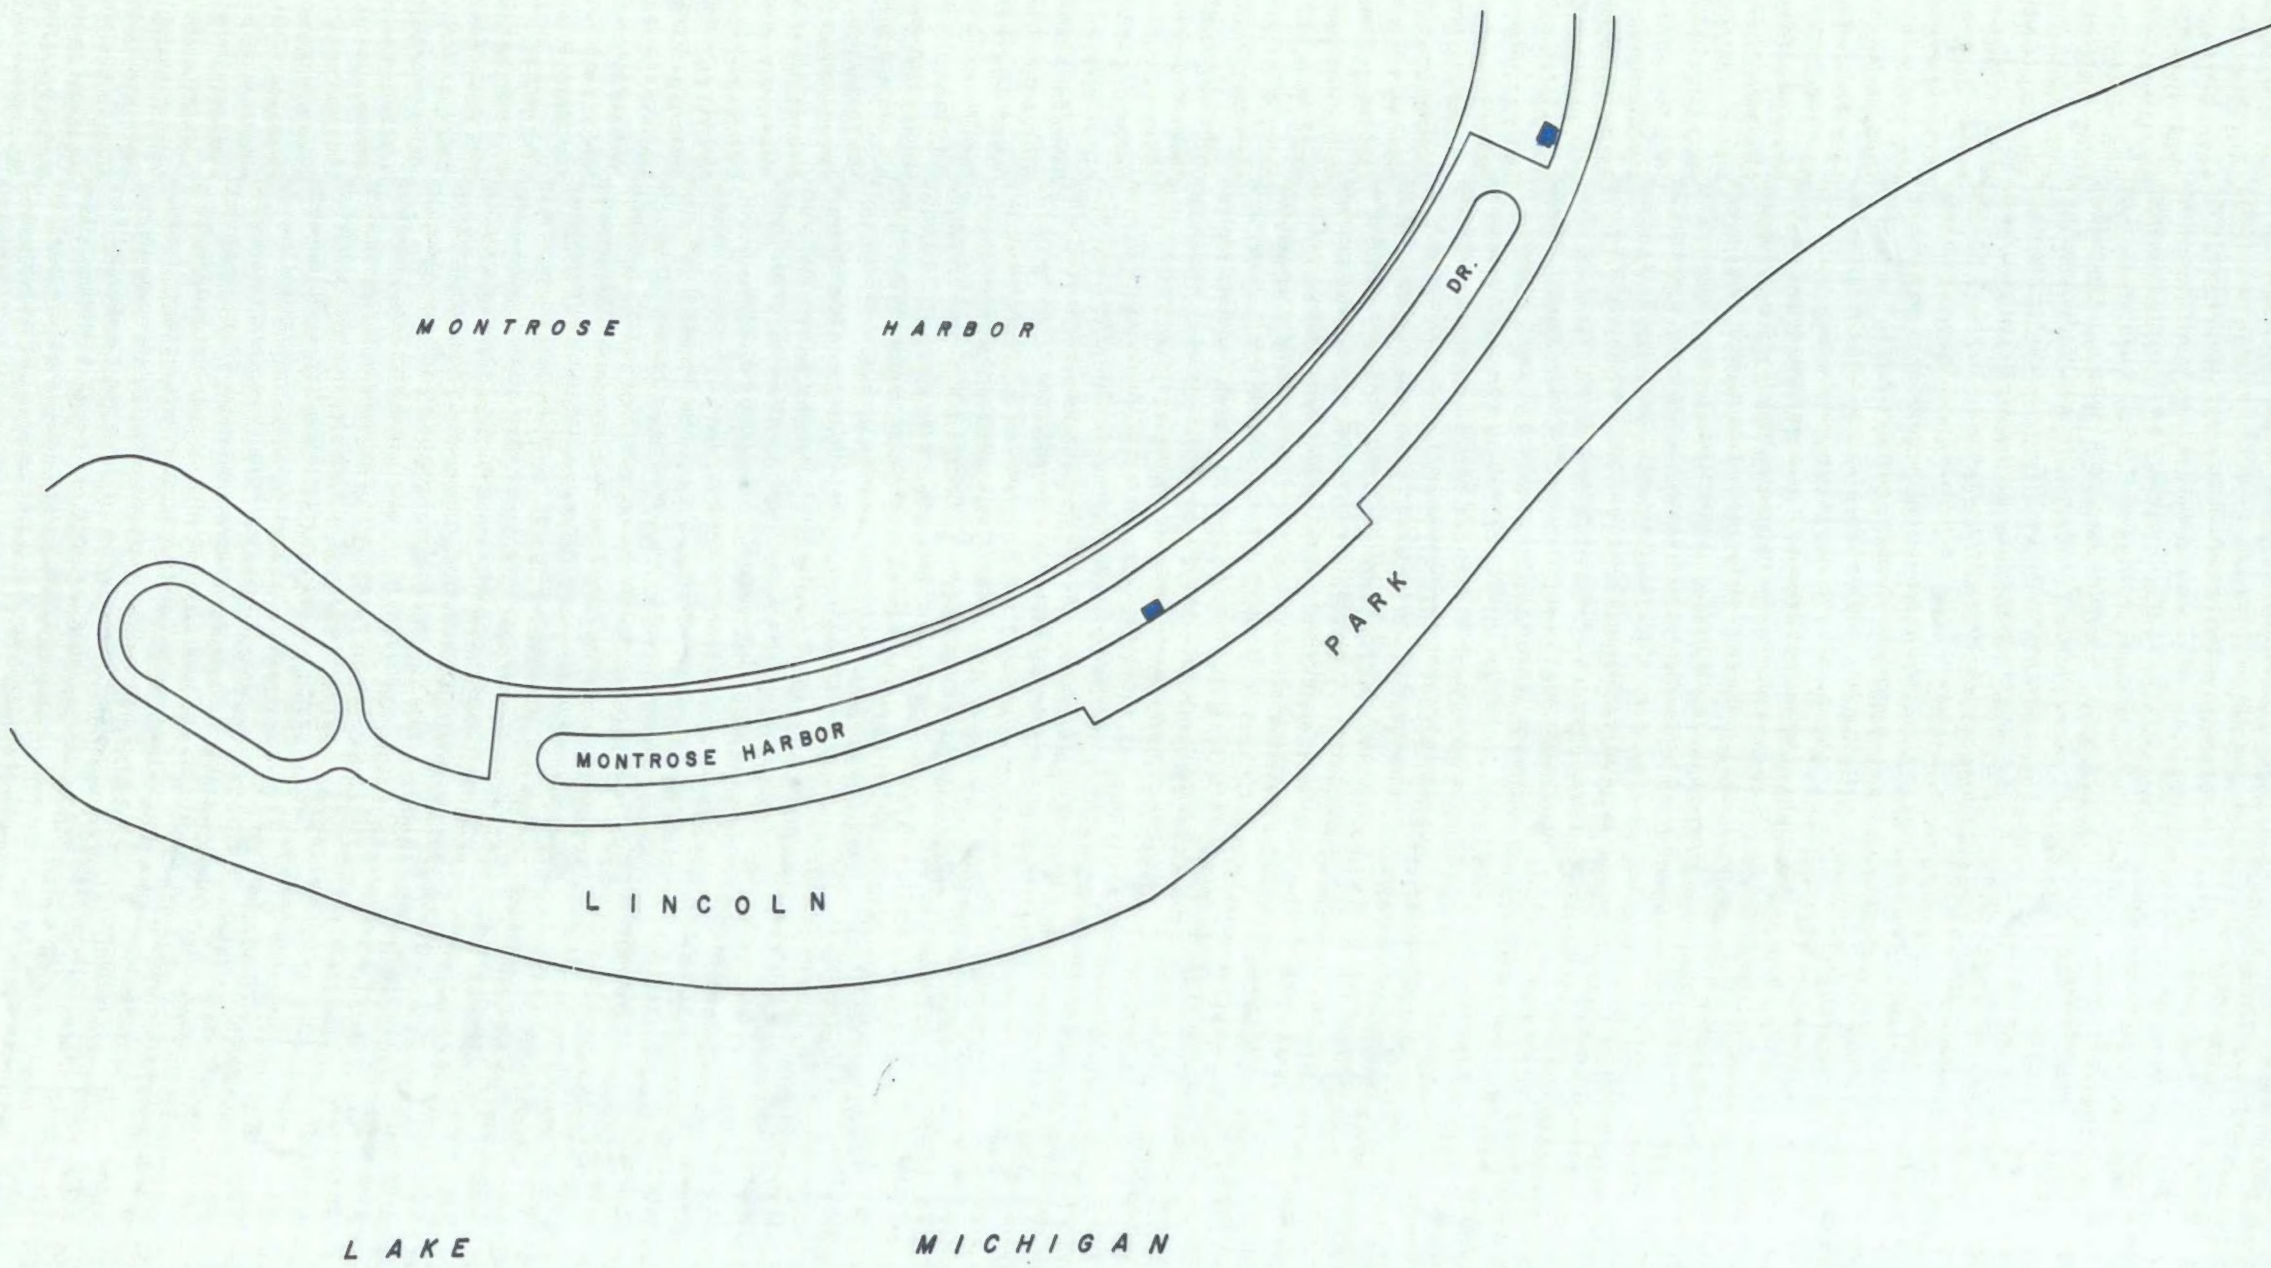 MONTROSE HARBOR
MONTROSE HARBOR DR.
LINCOLN PARK
LAKE MICHIGAN